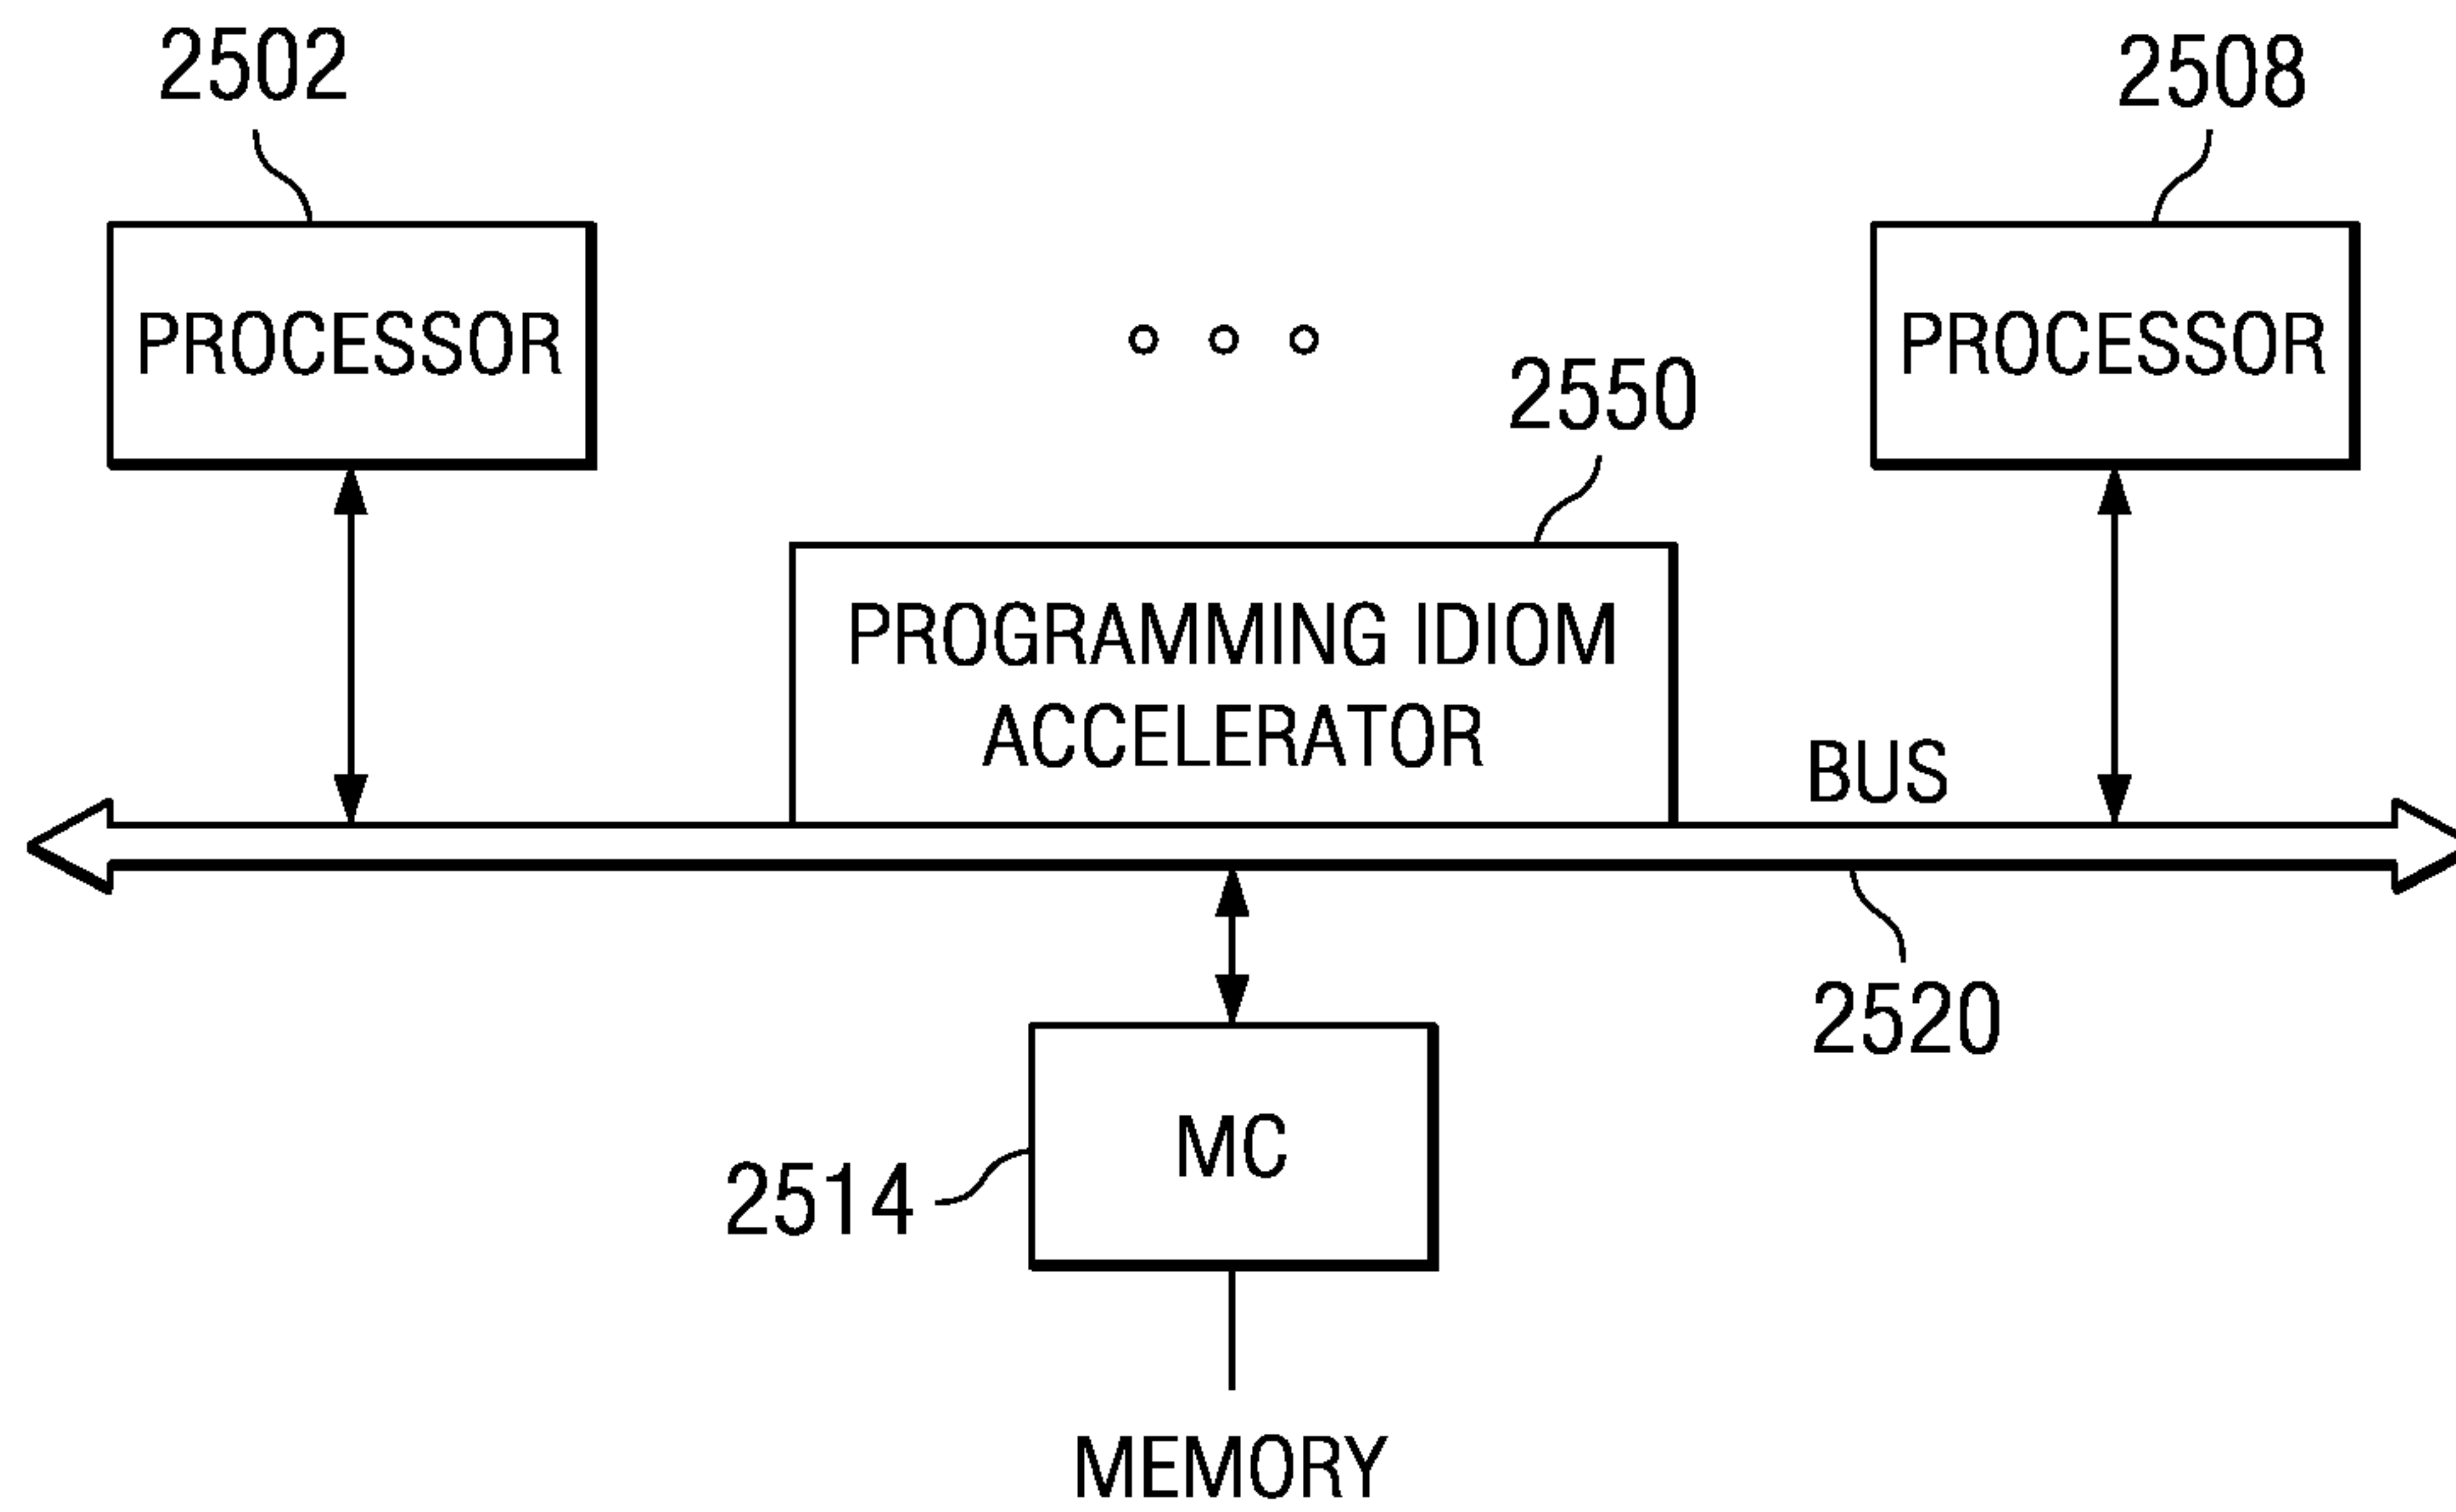 2502
2508
PROCESSOR
PROCESSOR
2550
PROGRAMMING IDIOM
ACCELERATOR
BUS
2520
MC
2514
MEMORY